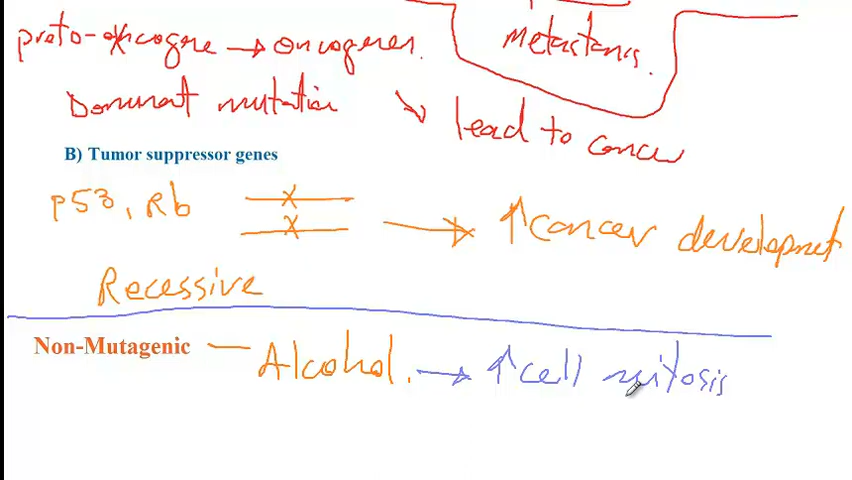 Metastasis.
proto-oncogene → oncogenes.
Dominant mutation
lead to cancer
B) Tumor suppressor genes
p53, Rb
↑cancer development
Recessive
Non-Mutagenic — Alcohol. → ↑cell mitosis